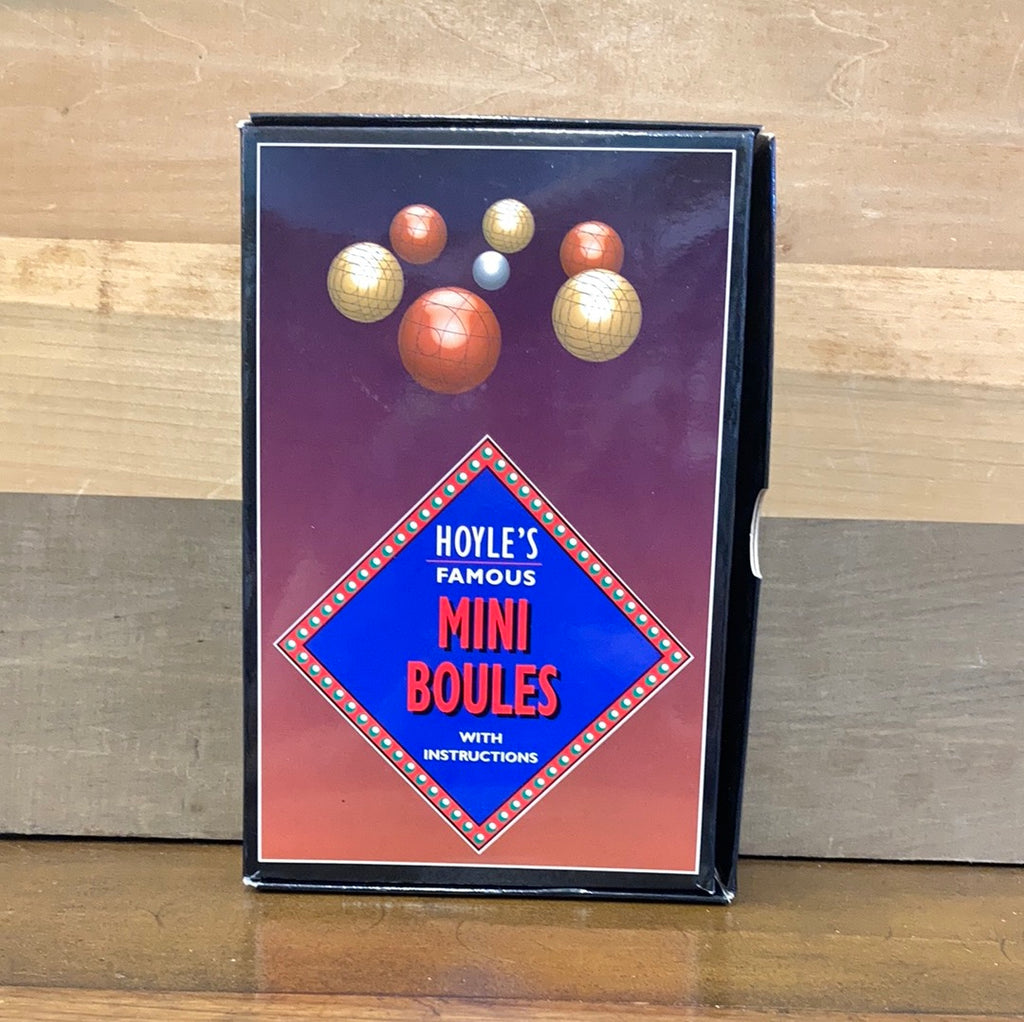 HOYLE'S
FAMOUS
MINI
BOULES
WITH
INSTRUCTIONS